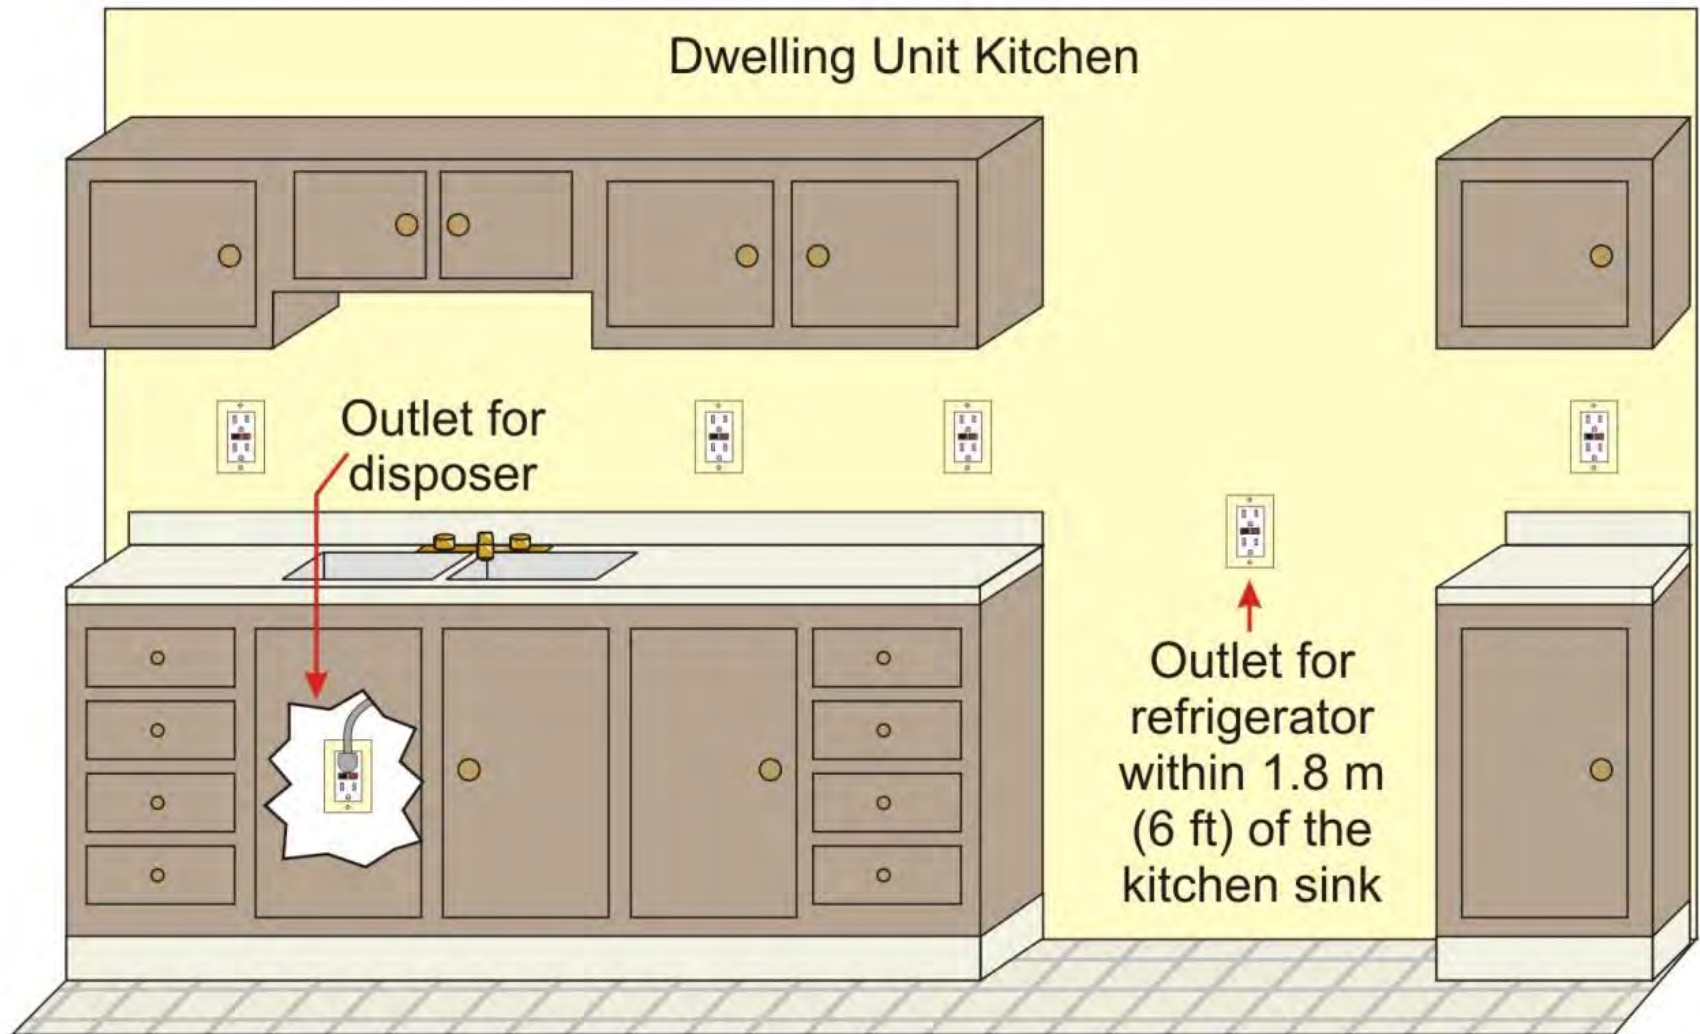 Dwelling Unit Kitchen
Outlet for
disposer
Outlet for
refrigerator
within 1.8 m
(6 ft) of the
kitchen sink